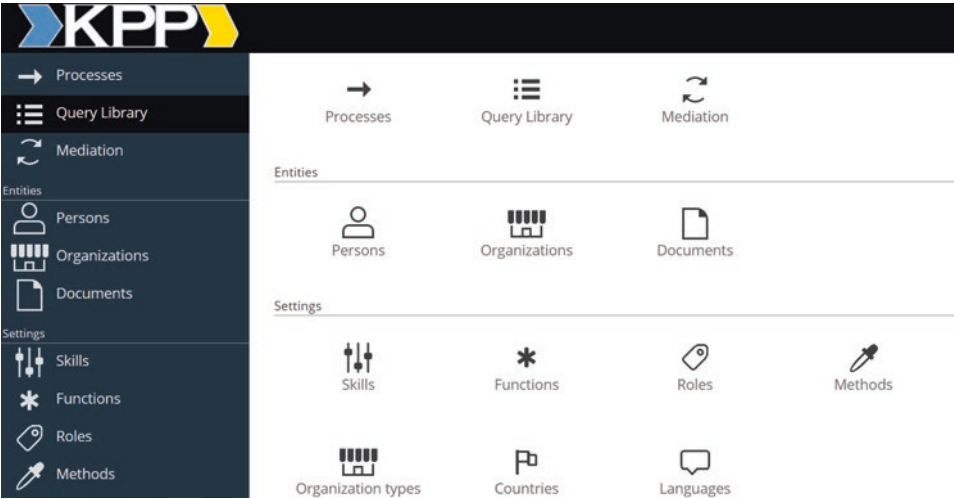 KPP
Processes
Query Library
Mediation
Entities
Persons
Organizations
Documents
Settings
Skills
Functions
Roles
Methods
Processes Query Library Mediation
Entities
Persons Organizations Documents
Settings
Skills Functions Roles Methods
Organization types Countries Languages